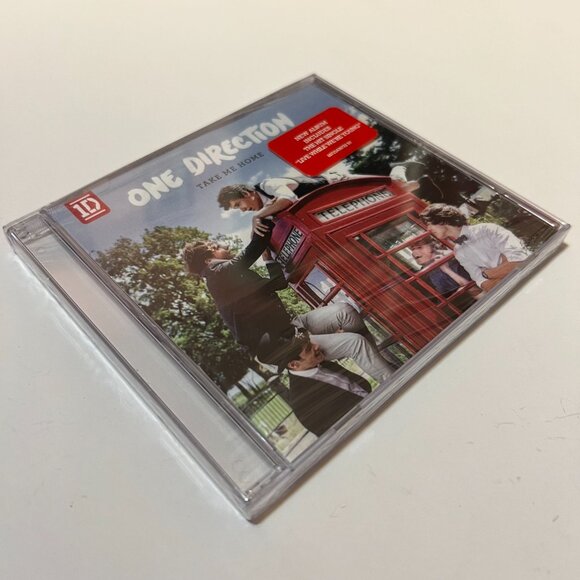 ONE DIRECTION
TAKE ME HOME
1D
NEW ALBUM
INCLUDES
THE HIT SINGLE
"LIVE WHILE WE'RE YOUNG"
TELEPHONE
TELEPHONE